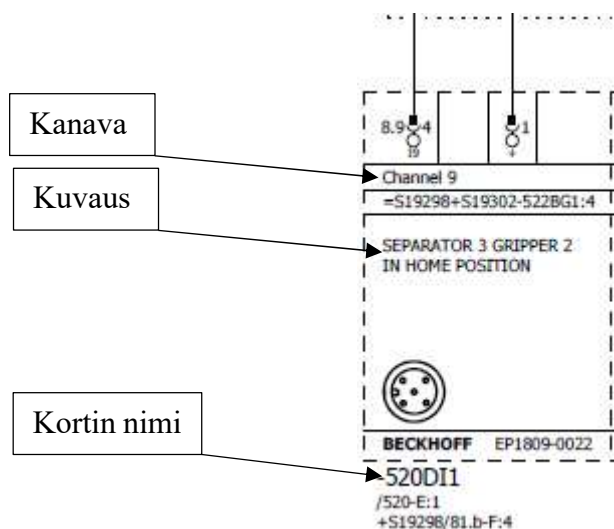 Kanava
Kuvaus
Kortin nimi
8.9 4
19
1
+
Channel 9
=S19298+S19302-522BG1:4
SEPARATOR 3 GRIPPER 2
IN HOME POSITION
BECKHOFF EP1809-0022
-520DI1
/520-E:1
+S19298/81.b-F:4